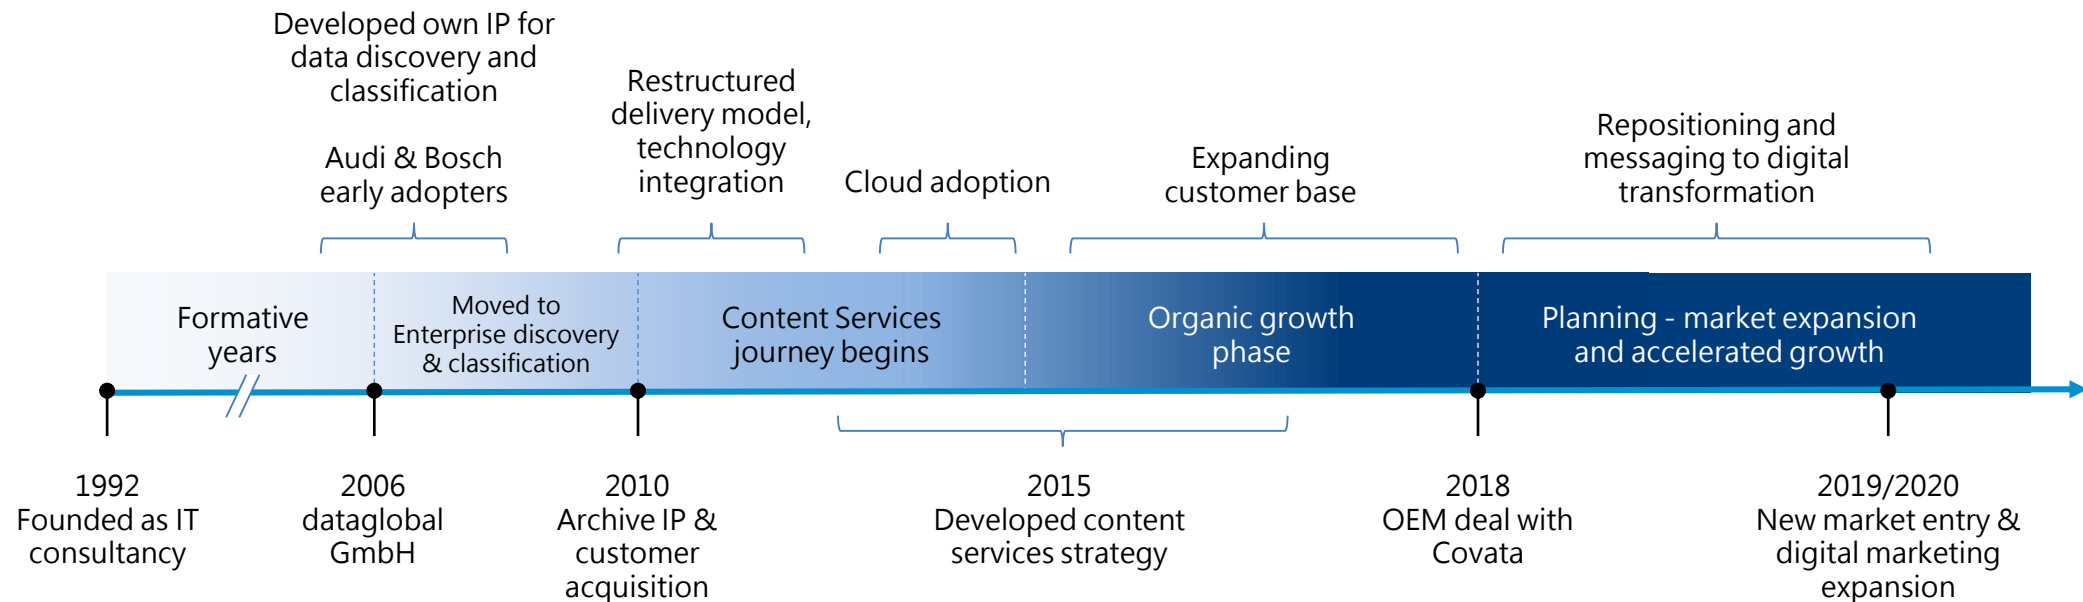 Developed own IP for
data discovery and
classification
Audi & Bosch
early adopters
Restructured
delivery model,
technology
integration
Cloud adoption
Expanding
customer base
Repositioning and
messaging to digital
transformation
Formative
years
Moved to
Enterprise discovery
& classification
Content Services
journey begins
Organic growth
phase
Planning - market expansion
and accelerated growth
1992
Founded as IT
consultancy
2006
dataglobal
GmbH
2010
Archive IP &
customer
acquisition
2015
Developed content
services strategy
2018
OEM deal with
Covata
2019/2020
New market entry &
digital marketing
expansion